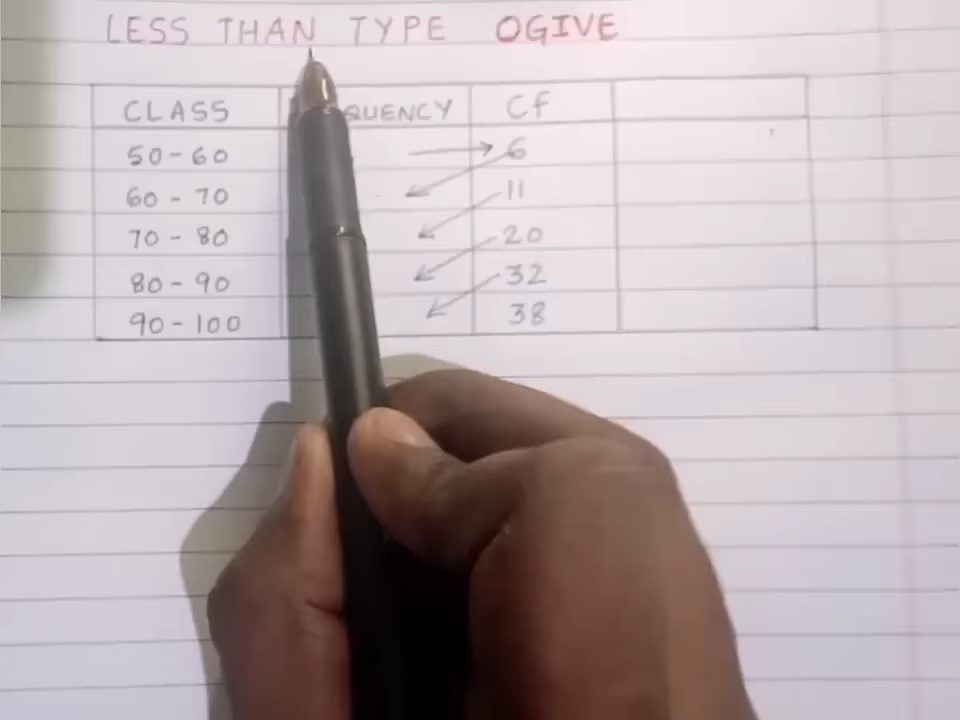 LESS THAN TYPE OGIVE
CLASS QUENCY Cf
50-60 6
60-70 11
70-80 20
80-90 32
90-100 38